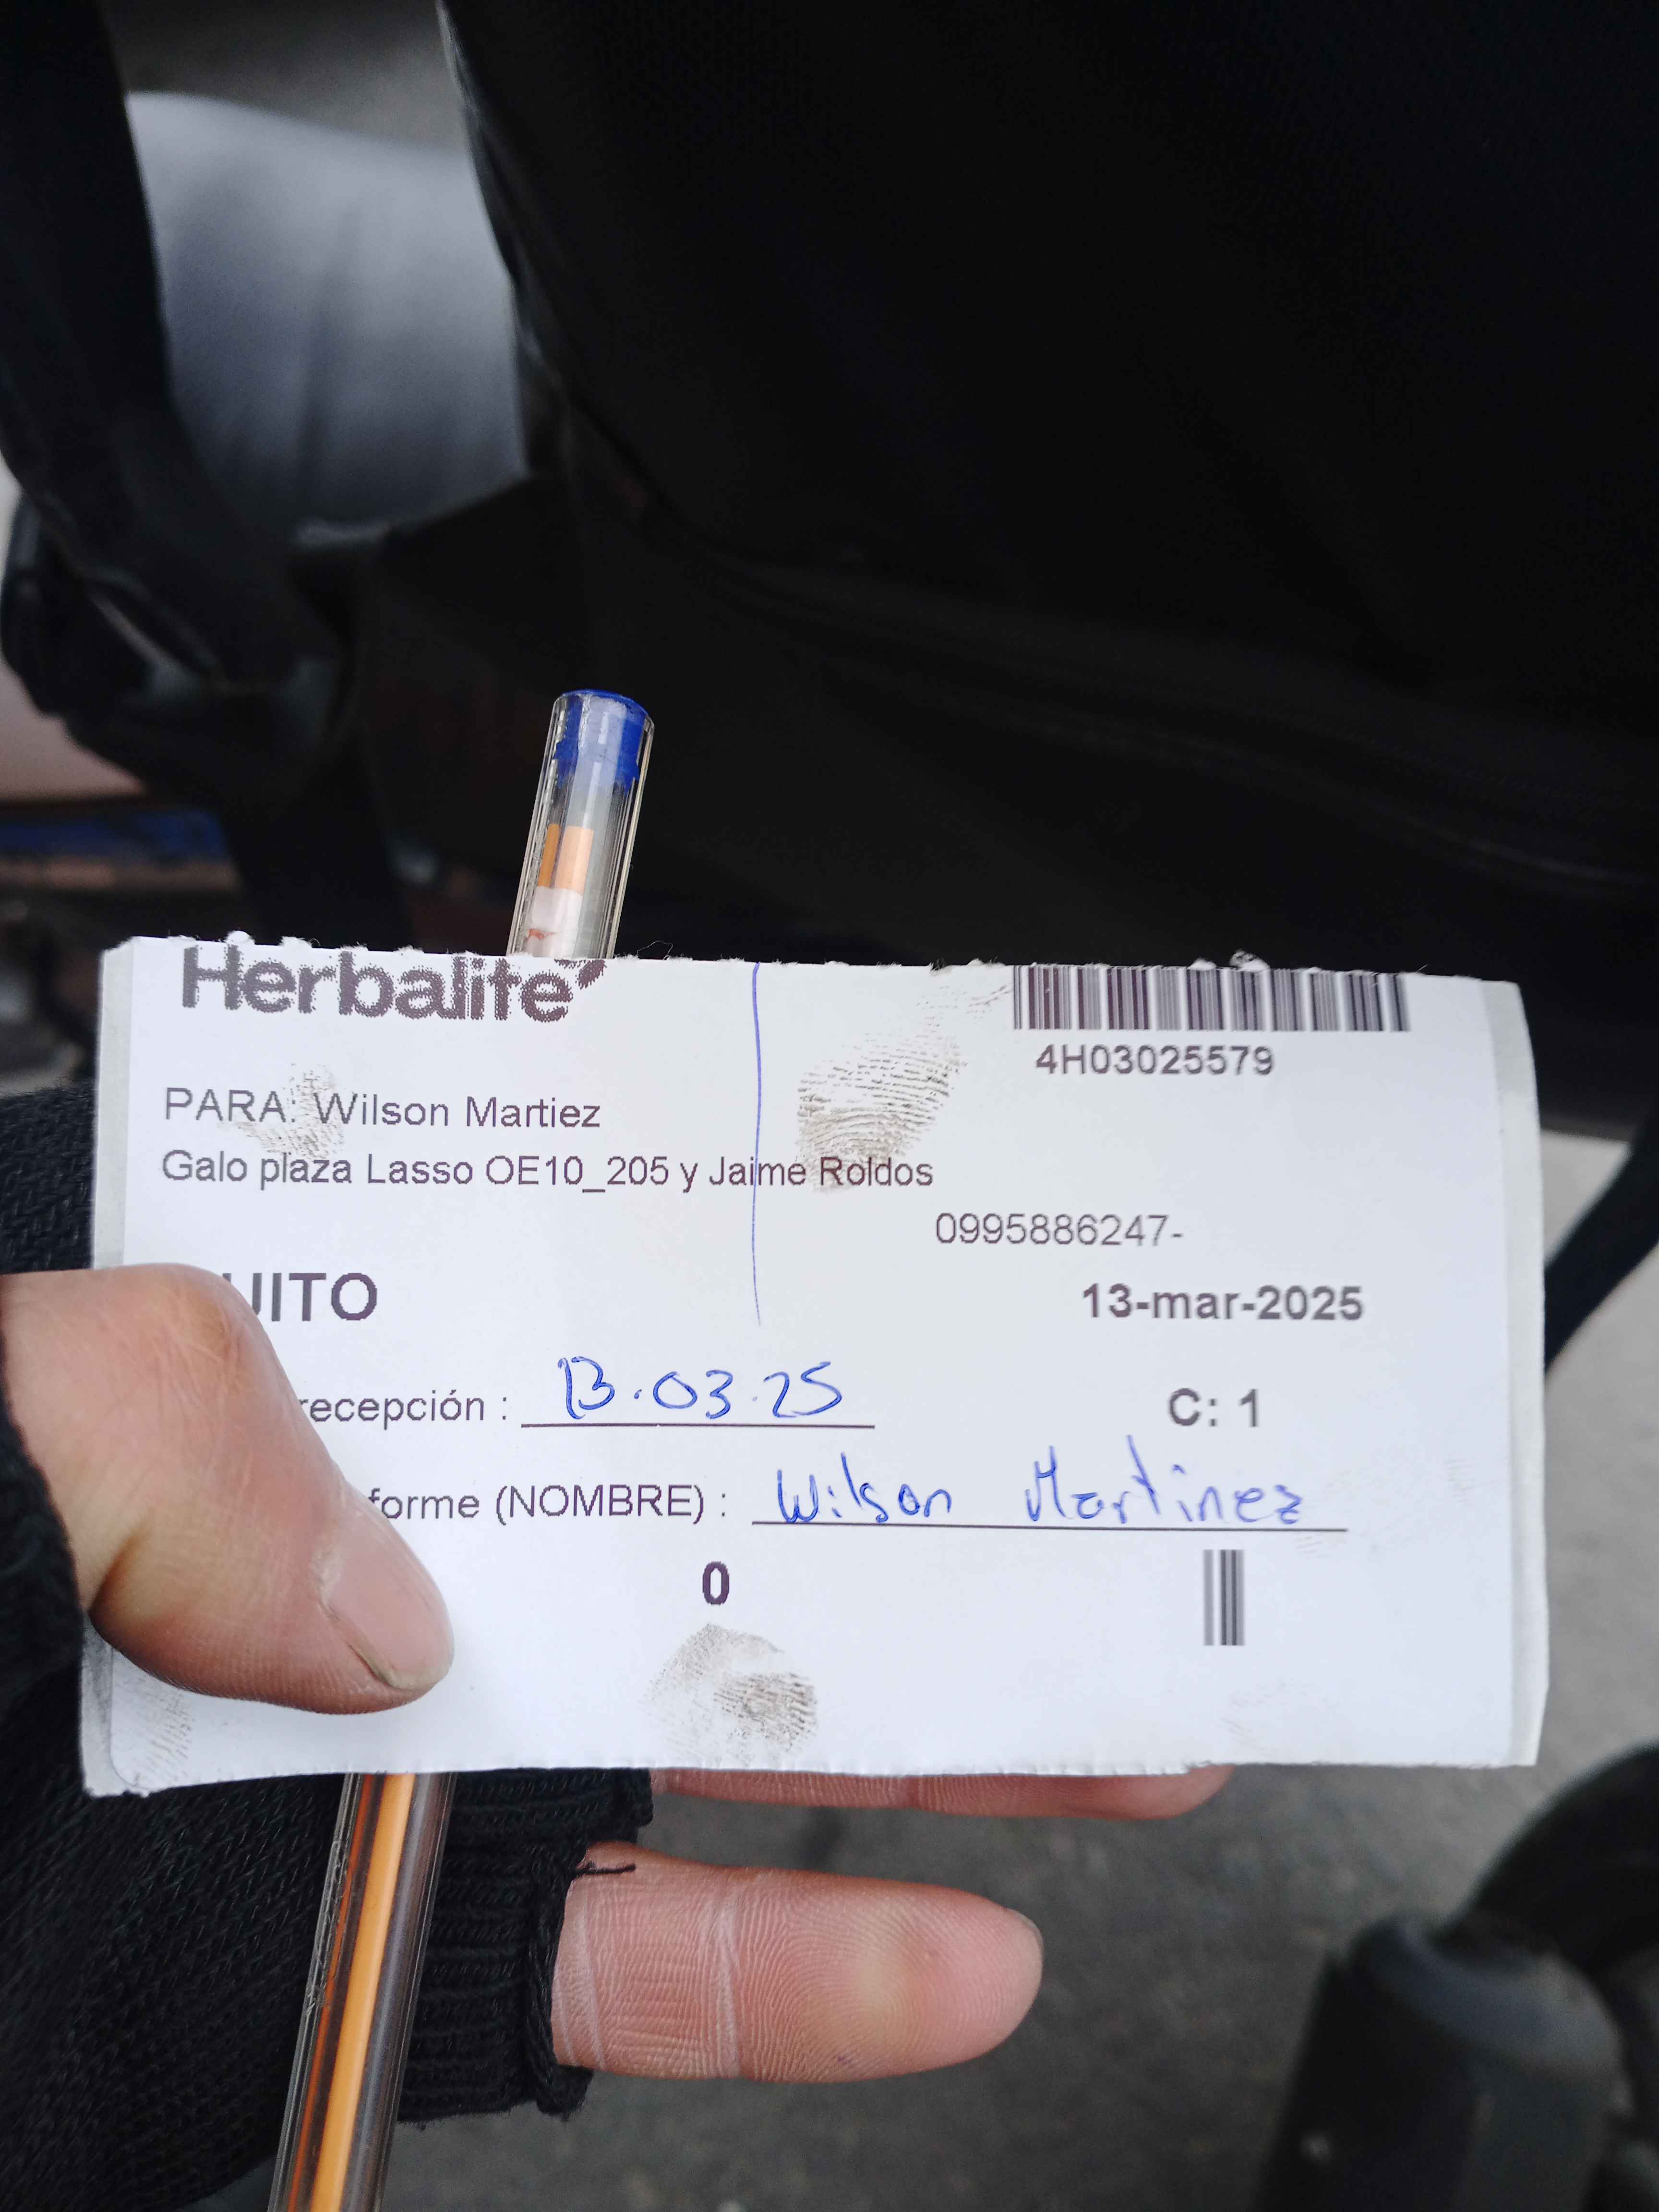 Herbalife
4H03025579
PARA: Wilson Martiez
Galo plaza Lasso OE10_205 y Jaime Roldos
0995886247-
UITO
13-mar-2025
recepción : 13.03.25
C: 1
forme (NOMBRE) : Wilson Martinez
0